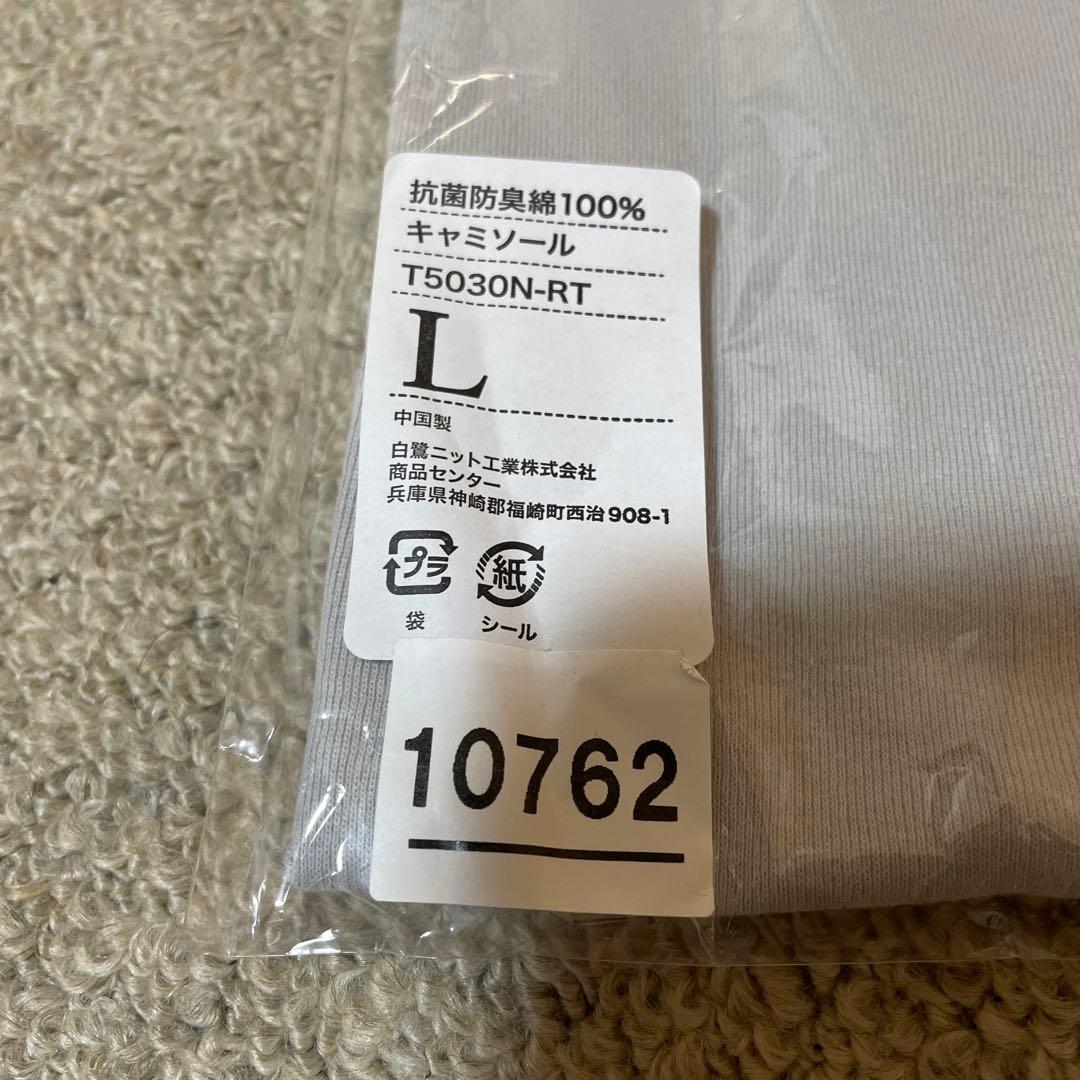 抗菌防臭綿100%
キャミソール
T5030N-RT
L
中国製
白鷺ニット工業株式会社
商品センター
兵庫県神崎郡福崎町西治908-1
プラ 紙
袋 シール
10762